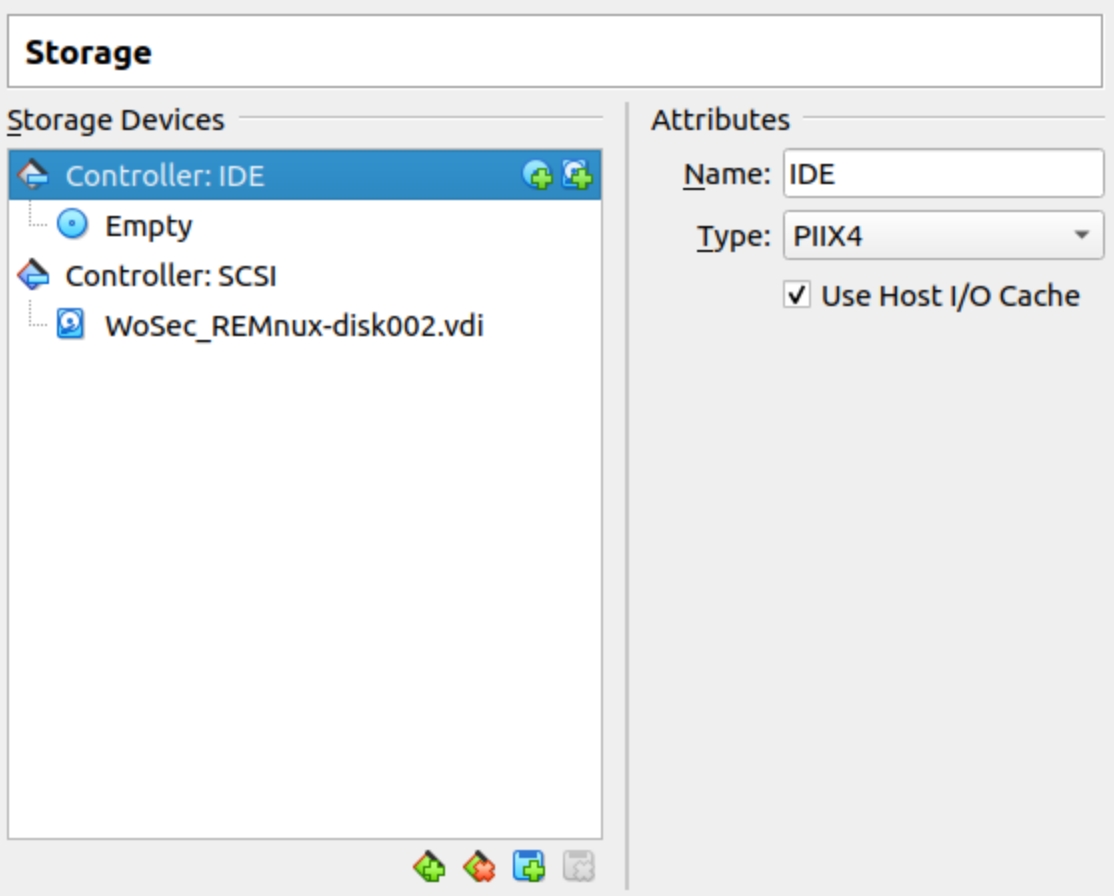 Storage
Storage Devices
Controller: IDE
Empty
Controller: SCSI
WoSec_REMnux-disk002.vdi
Attributes
Name: IDE
Type: PIIX4
Use Host I/O Cache